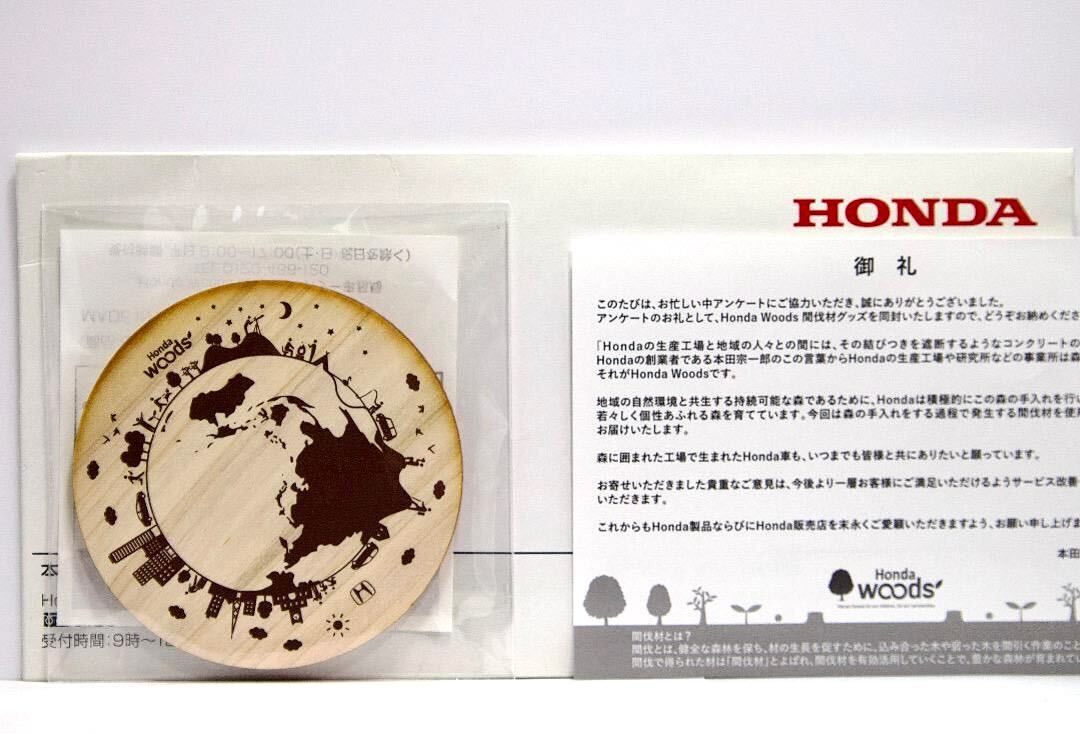 HONDA
御 礼
このたびは、お忙しい中アンケートにご協力いただき、誠にありがとうございました。
アンケートのお礼として、Honda Woods 間伐材グッズを同封いたしますので、どうぞお納めくださ
「Hondaの生産工場と地域の人々との間には、その結びつきを遮断するようなコンクリートの
Hondaの創業者である本田宗一郎のこの言葉からHondaの生産工場や研究所などの事業所は森
それがHonda Woodsです。
地域の自然環境と共生する持続可能な森であるために、Hondaは積極的にこの森の手入れを行い
若々しく個性あふれる森を育てています。今回は森の手入れをする過程で発生する間伐材を使用
お届けいたします。
森に囲まれた工場で生まれたHonda車も、いつまでも皆様と共にありたいと願っています。
お寄せいただきました貴重なご意見は、今後より一層お客様にご満足いただけるようサービス改善
いただきます。
これからもHonda製品ならびにHonda販売店を末永くご愛顧いただきますよう、お願い申し上げま
本田
Honda
woods
間伐材とは?
間伐とは、健全な森林を保ち、材の生長を促すために、込み合った木や弱った木を間引く作業のこと
間伐で得られた材は「間伐材」とよばれ、間伐材を有効活用していくことで、豊かな森林が育まれてい
Honda
woods
受付時間:9時~12